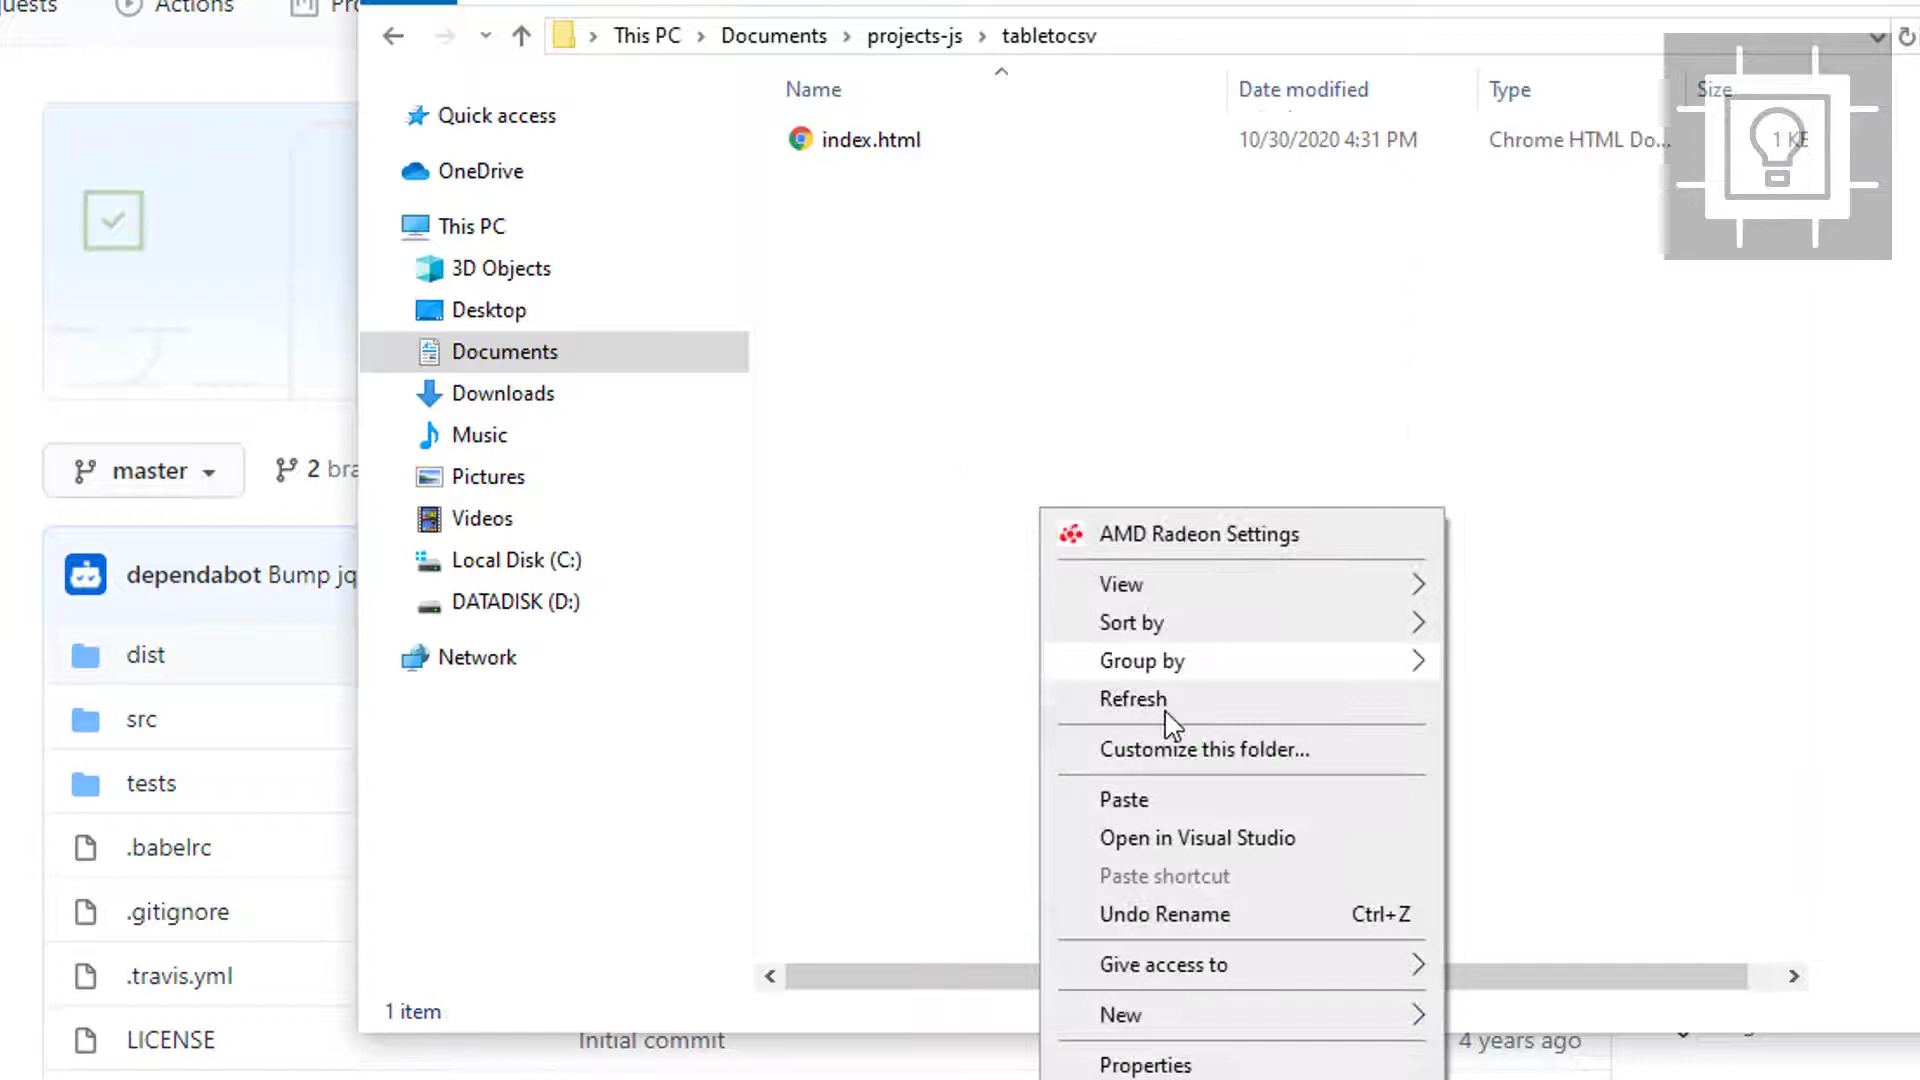 Actions
This PC > Documents > projects-js > tabletocsv
Name
Date modified
Type
Size
index.html
10/30/2020 4:31 PM
Chrome HTML Do...
1 KB
Quick access
OneDrive
This PC
3D Objects
Desktop
Documents
Downloads
Music
Pictures
Videos
Local Disk (C:)
DATADISK (D:)
Network
1 item
master
2 bra
dependabot Bump jq
dist
src
tests
.babelrc
.gitignore
.travis.yml
LICENSE
Initial commit
4 years ago
AMD Radeon Settings
View
Sort by
Group by
Refresh
Customize this folder...
Paste
Open in Visual Studio
Paste shortcut
Undo Rename Ctrl+Z
Give access to
New
Properties